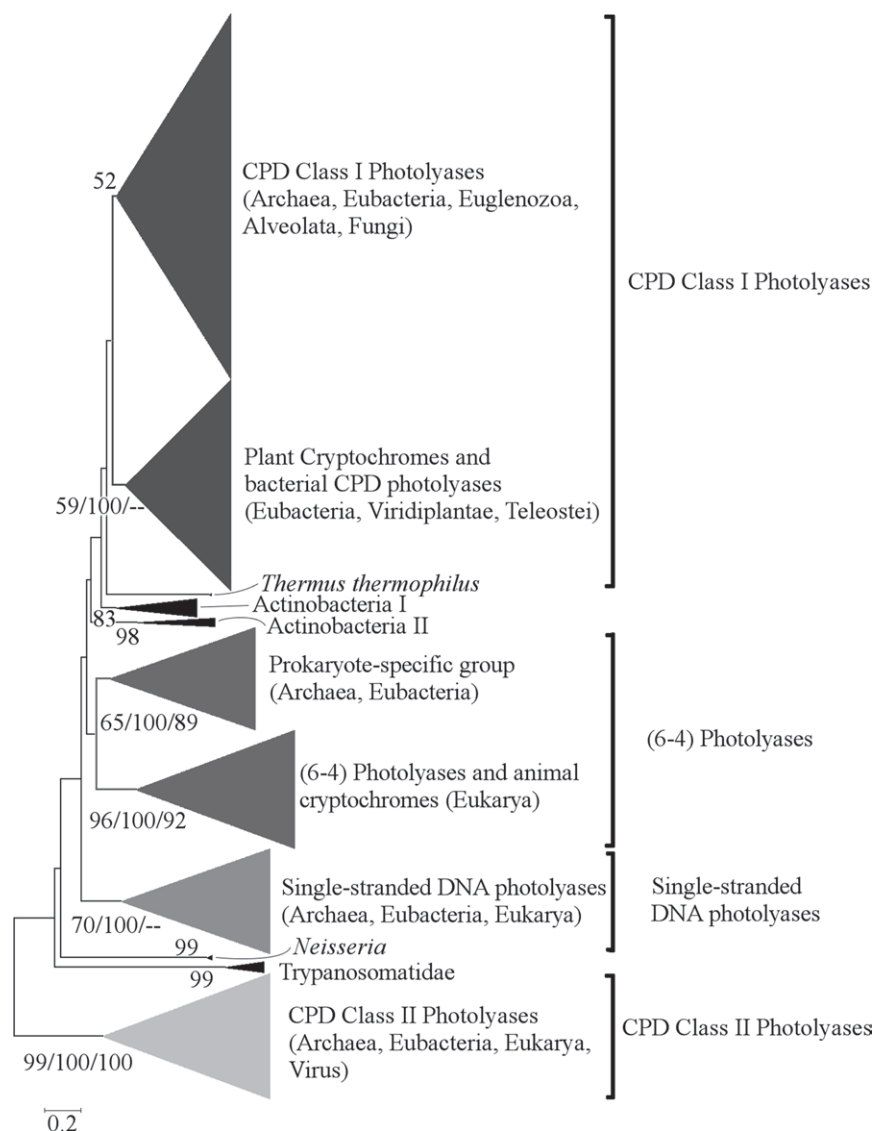 52
CPD Class I Photolyases
(Archaea, Eubacteria, Euglenozoa,
Alveolata, Fungi)
CPD Class I Photolyases
Plant Cryptochromes and
bacterial CPD photolyases
(Eubacteria, Viridiplantae, Teleostei)
59/100/--
Thermus thermophilus
Actinobacteria I
83
Actinobacteria II
98
Prokaryote-specific group
(Archaea, Eubacteria)
65/100/89
(6-4) Photolyases
(6-4) Photolyases and animal
cryptochromes (Eukarya)
96/100/92
Single-stranded DNA photolyases
(Archaea, Eubacteria, Eukarya)
Single-stranded
DNA photolyases
70/100/--
99
Neisseria
99
Trypanosomatidae
CPD Class II Photolyases
(Archaea, Eubacteria, Eukarya,
Virus)
CPD Class II Photolyases
99/100/100
0.2